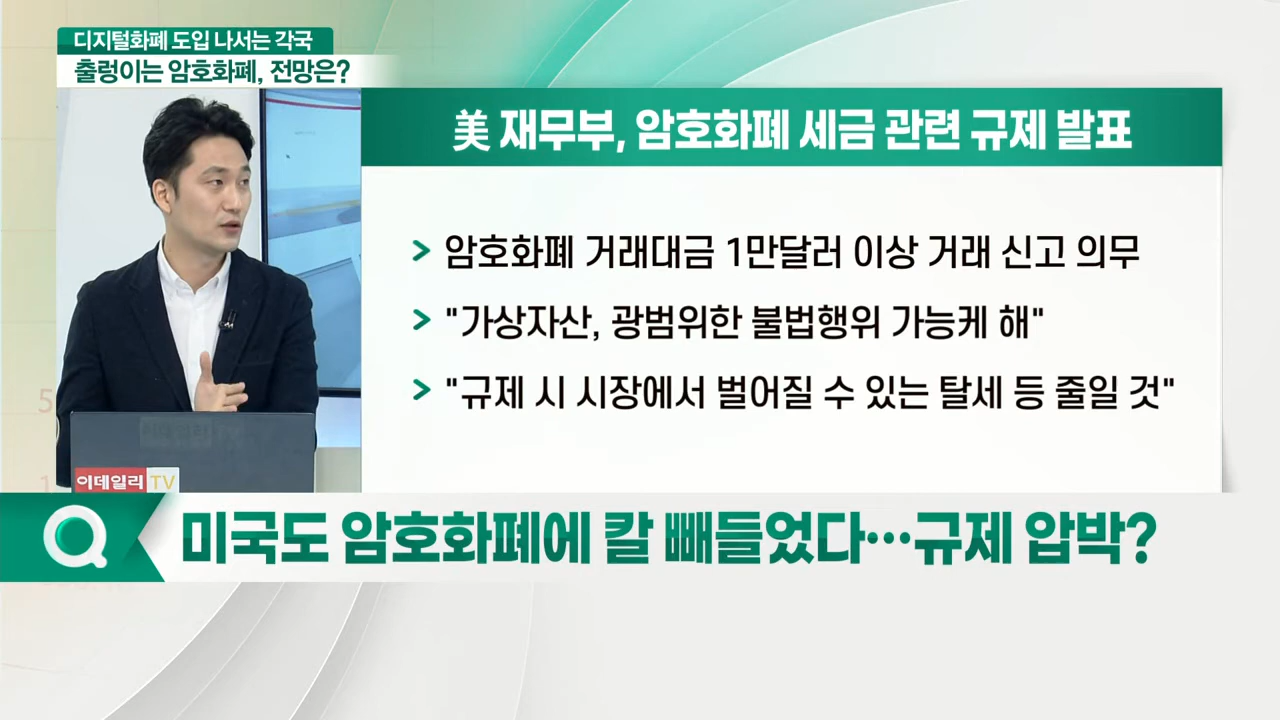 디지털화폐 도입 나서는 각국
출렁이는 암호화폐, 전망은?
美 재무부, 암호화폐 세금 관련 규제 발표
> 암호화폐 거래대금 1만달러 이상 거래 신고 의무
> "가상자산, 광범위한 불법행위 가능케 해"
> "규제 시 시장에서 벌어질 수 있는 탈세 등 줄일 것"
5
1
이데일리 TV
Q 미국도 암호화폐에 칼 빼들었다…규제 압박?